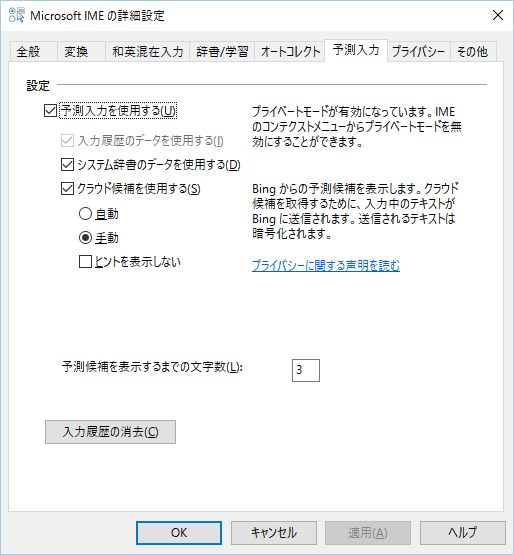 Microsoft IME の詳細設定
全般 変換 和英混在入力 辞書/学習 オートコレクト 予測入力 プライバシー その他
設定
予測入力を使用する(U)
入力履歴のデータを使用する(I)
システム辞書のデータを使用する(D)
クラウド候補を使用する(S)
自動
手動
ヒントを表示しない
プライベートモードが有効になっています。IME
のコンテクストメニューからプライベートモードを無
効にすることができます。
Bing からの予測候補を表示します。クラウド
候補を取得するために、入力中のテキストが
Bing に送信されます。送信されるテキストは
暗号化されます。
プライバシーに関する声明を読む
予測候補を表示するまでの文字数(L): 3
入力履歴の消去(C)
OK キャンセル 適用(A) ヘルプ